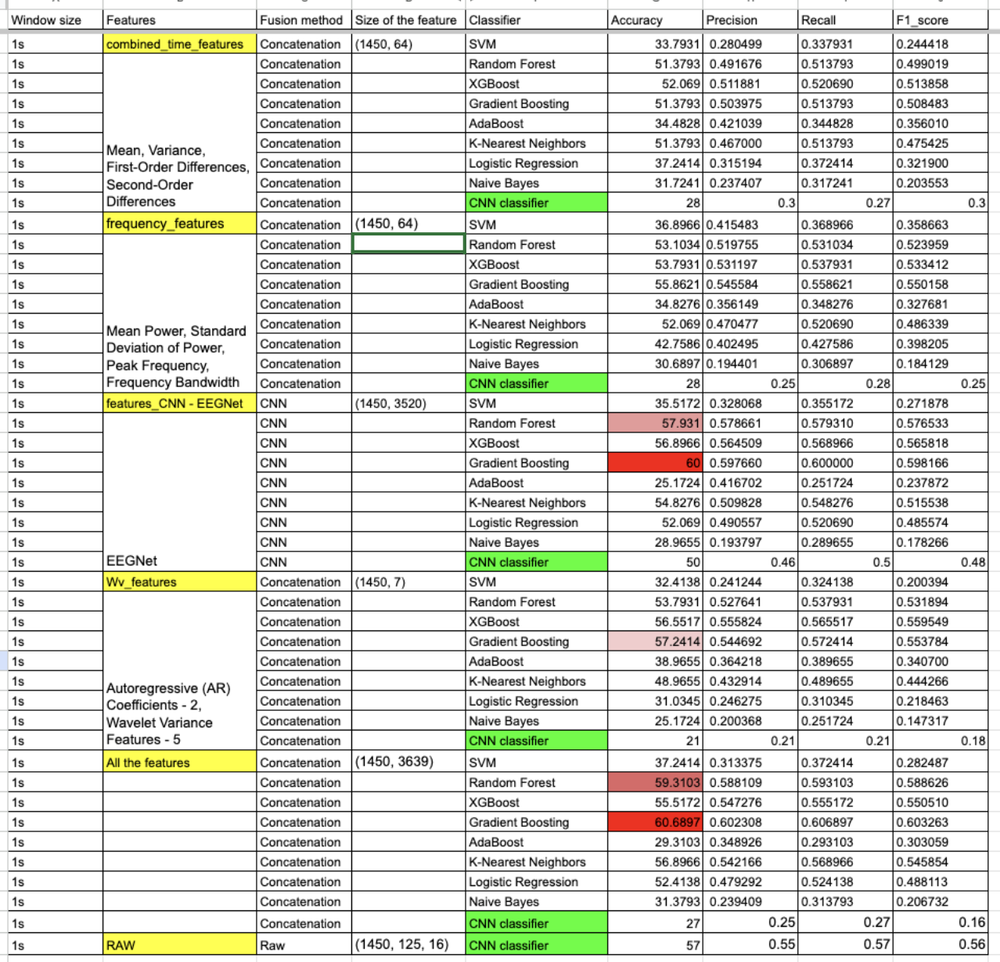 Window size Features Fusion method Size of the feature Classifier Accuracy Precision Recall F1_score
1s combined_time_features Concatenation (1450, 64) SVM 33.7931 0.280499 0.337931 0.244418
1s Concatenation Random Forest 51.3793 0.491676 0.513793 0.499019
1s Concatenation XGBoost 52.069 0.511881 0.520690 0.513858
1s Concatenation Gradient Boosting 51.3793 0.503975 0.513793 0.508483
1s Concatenation AdaBoost 34.4828 0.421039 0.344828 0.356010
1s Mean, Variance, Concatenation K-Nearest Neighbors 51.3793 0.467000 0.513793 0.475425
1s First-Order Differences, Concatenation Logistic Regression 37.2414 0.315194 0.372414 0.321900
1s Second-Order Concatenation Naive Bayes 31.7241 0.237407 0.317241 0.203553
1s Differences Concatenation CNN classifier 28 0.3 0.27 0.3
1s frequency_features Concatenation (1450, 64) SVM 36.8966 0.415483 0.368966 0.358663
1s Concatenation Random Forest 53.1034 0.519755 0.531034 0.523959
1s Concatenation XGBoost 53.7931 0.531197 0.537931 0.533412
1s Concatenation Gradient Boosting 55.8621 0.545584 0.558621 0.550158
1s Concatenation AdaBoost 34.8276 0.356149 0.348276 0.327681
1s Mean Power, Standard Concatenation K-Nearest Neighbors 52.069 0.470477 0.520690 0.486339
1s Deviation of Power, Concatenation Logistic Regression 42.7586 0.402495 0.427586 0.398205
1s Peak Frequency, Concatenation Naive Bayes 30.6897 0.194401 0.306897 0.184129
1s Frequency Bandwidth Concatenation CNN classifier 28 0.25 0.28 0.25
1s features_CNN - EEGNet CNN (1450, 3520) SVM 35.5172 0.328068 0.355172 0.271878
1s CNN Random Forest 57.931 0.578661 0.579310 0.576533
1s CNN XGBoost 56.8966 0.564509 0.568966 0.565818
1s CNN Gradient Boosting 60 0.597660 0.600000 0.598166
1s CNN AdaBoost 25.1724 0.416702 0.251724 0.237872
1s CNN K-Nearest Neighbors 54.8276 0.509828 0.548276 0.515538
1s CNN Logistic Regression 52.069 0.490557 0.520690 0.485574
1s CNN Naive Bayes 28.9655 0.193797 0.289655 0.178266
1s EEGNet CNN CNN classifier 50 0.46 0.5 0.48
1s Wv_features Concatenation (1450, 7) SVM 32.4138 0.241244 0.324138 0.200394
1s Concatenation Random Forest 53.7931 0.527641 0.537931 0.531894
1s Concatenation XGBoost 56.5517 0.555824 0.565517 0.559549
1s Concatenation Gradient Boosting 57.2414 0.544692 0.572414 0.553784
1s Concatenation AdaBoost 38.9655 0.364218 0.389655 0.340700
1s Autoregressive (AR) Concatenation K-Nearest Neighbors 48.9655 0.432914 0.489655 0.444266
1s Coefficients - 2, Concatenation Logistic Regression 31.0345 0.246275 0.310345 0.218463
1s Wavelet Variance Concatenation Naive Bayes 25.1724 0.200368 0.251724 0.147317
1s Features - 5 Concatenation CNN classifier 21 0.21 0.21 0.18
1s All the features Concatenation (1450, 3639) SVM 37.2414 0.313375 0.372414 0.282487
1s Concatenation Random Forest 59.3103 0.588109 0.593103 0.588626
1s Concatenation XGBoost 55.5172 0.547276 0.555172 0.550510
1s Concatenation Gradient Boosting 60.6897 0.602308 0.606897 0.603263
1s Concatenation AdaBoost 29.3103 0.348926 0.293103 0.303059
1s Concatenation K-Nearest Neighbors 56.8966 0.542166 0.568966 0.545854
1s Concatenation Logistic Regression 52.4138 0.479292 0.524138 0.488113
1s Concatenation Naive Bayes 31.3793 0.239409 0.313793 0.206732
1s Concatenation CNN classifier 27 0.25 0.27 0.16
1s RAW Raw (1450, 125, 16) CNN classifier 57 0.55 0.57 0.56